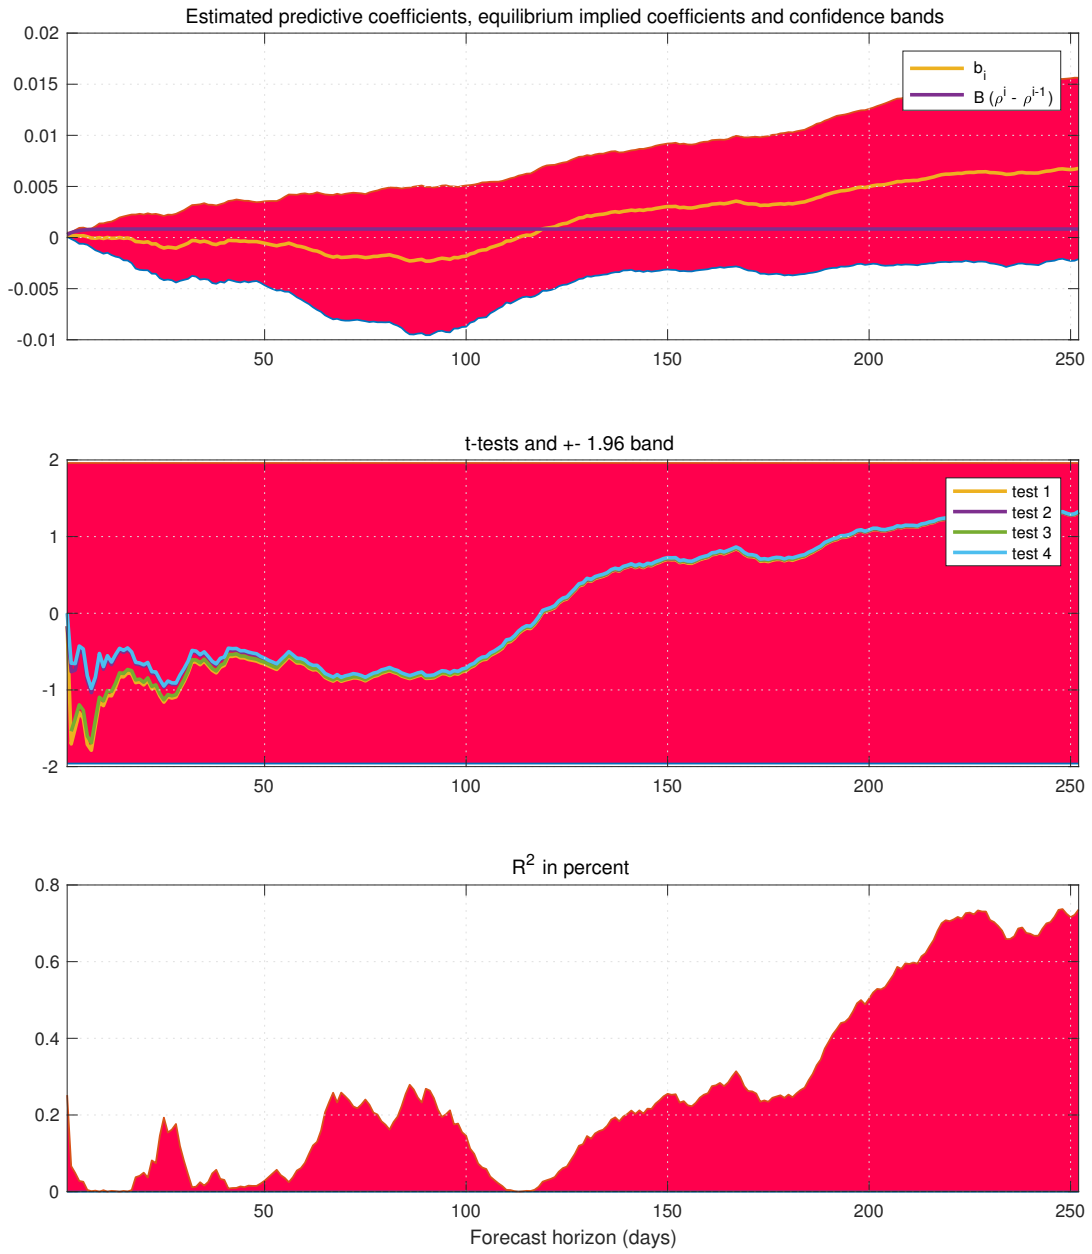 Estimated predictive coefficients, equilibrium implied coefficients and confidence bands
0.02
0.015
0.01
0.005
0
-0.005
-0.01
b_i
B (ρ^i - ρ^{i-1})
50 100 150 200 250
t-tests and +- 1.96 band
2
1
0
-1
-2
test 1
test 2
test 3
test 4
50 100 150 200 250
R² in percent
0.8
0.6
0.4
0.2
0
50 100 150 200 250
Forecast horizon (days)